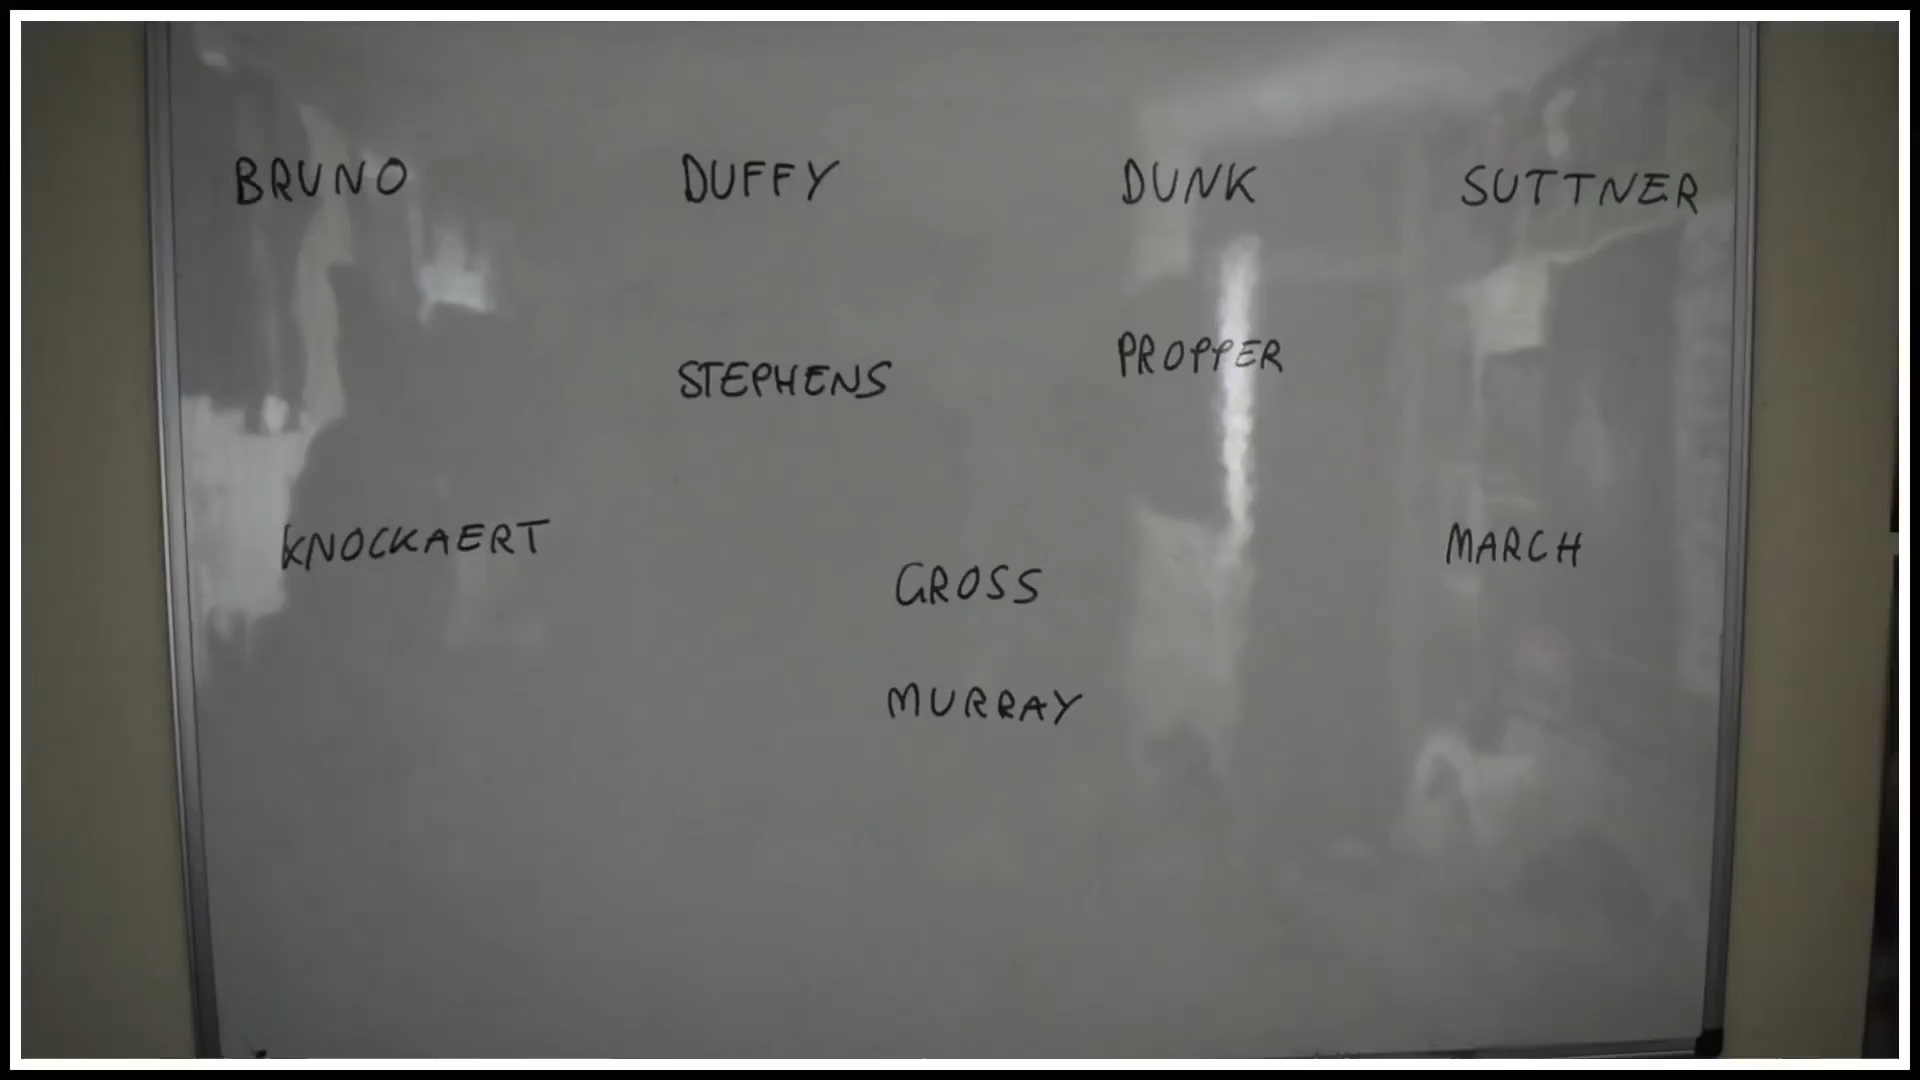 BRUNO DUFFY DUNK SUTTNER
STEPHENS PROPPER
KNOCKAERT GROSS MARCH
MURRAY